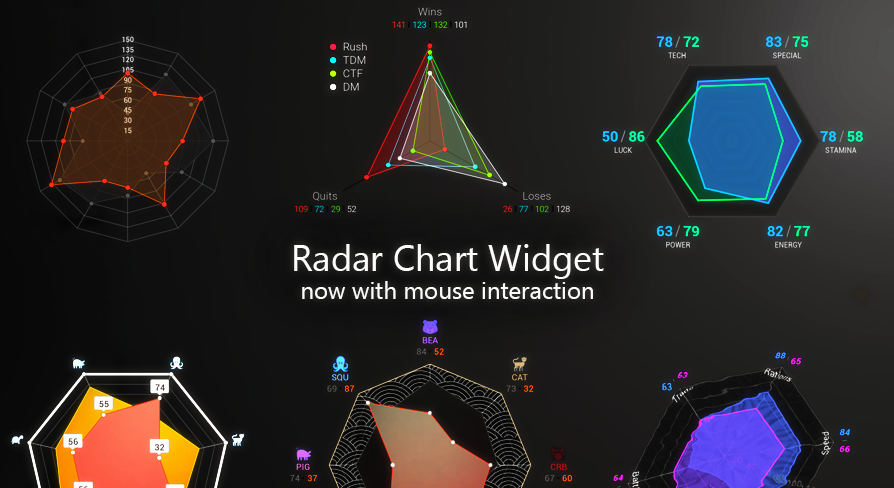 150
135
120
105
90
75
60
45
30
15
Wins
141 123 132 101
Rush
TDM
CTF
DM
Quits
109 72 29 52
Loses
26 77 102 128
78 / 72
TECH
83 / 75
SPECIAL
50 / 86
LUCK
78 / 58
STAMINA
63 / 79
POWER
82 / 77
ENERGY
Radar Chart Widget
now with mouse interaction
74
55
56
32
BEA
84 52
SQU
69 87
CAT
73 32
PIG
74 37
CRB
67 60
88 65
Rations
63
63
84
66
Speed
64